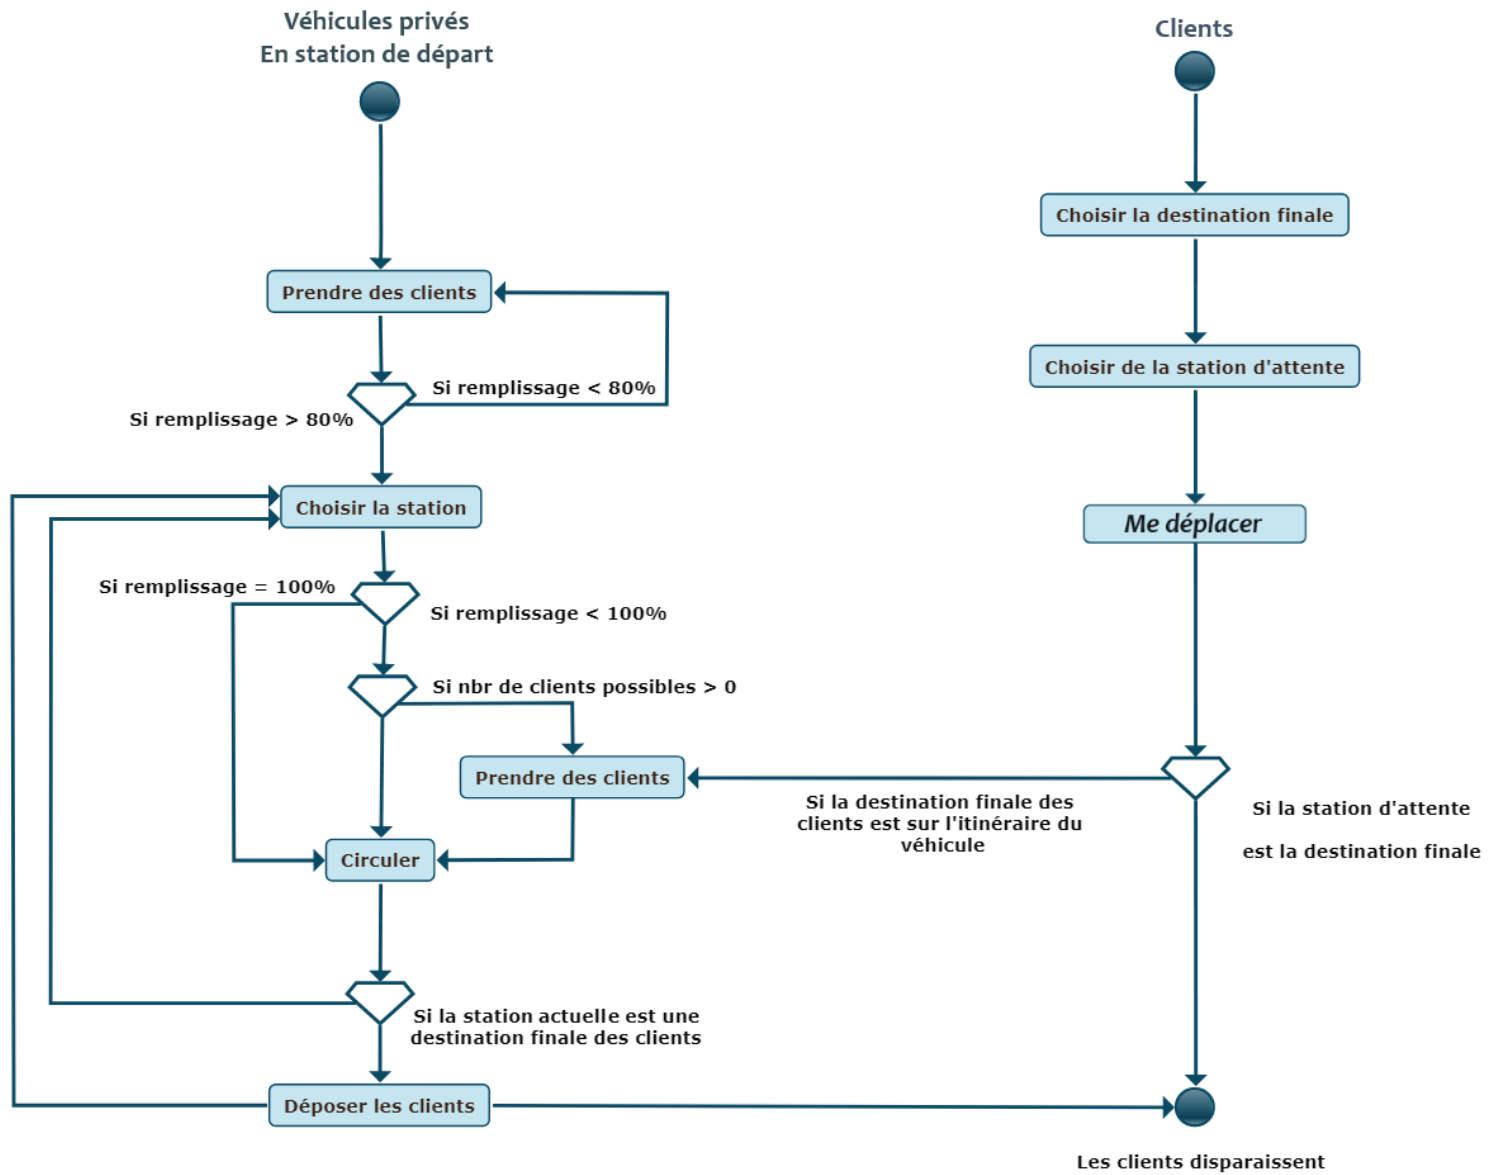 Véhicules privés
En station de départ
Clients
Choisir la destination finale
Prendre des clients
Choisir de la station d'attente
Si remplissage < 80%
Si remplissage > 80%
Choisir la station
Me déplacer
Si remplissage = 100%
Si remplissage < 100%
Si nbr de clients possibles > 0
Prendre des clients
Si la destination finale des
clients est sur l'itinéraire du
véhicule
Si la station d'attente
est la destination finale
Circuler
Si la station actuelle est une
destination finale des clients
Déposer les clients
Les clients disparaissent